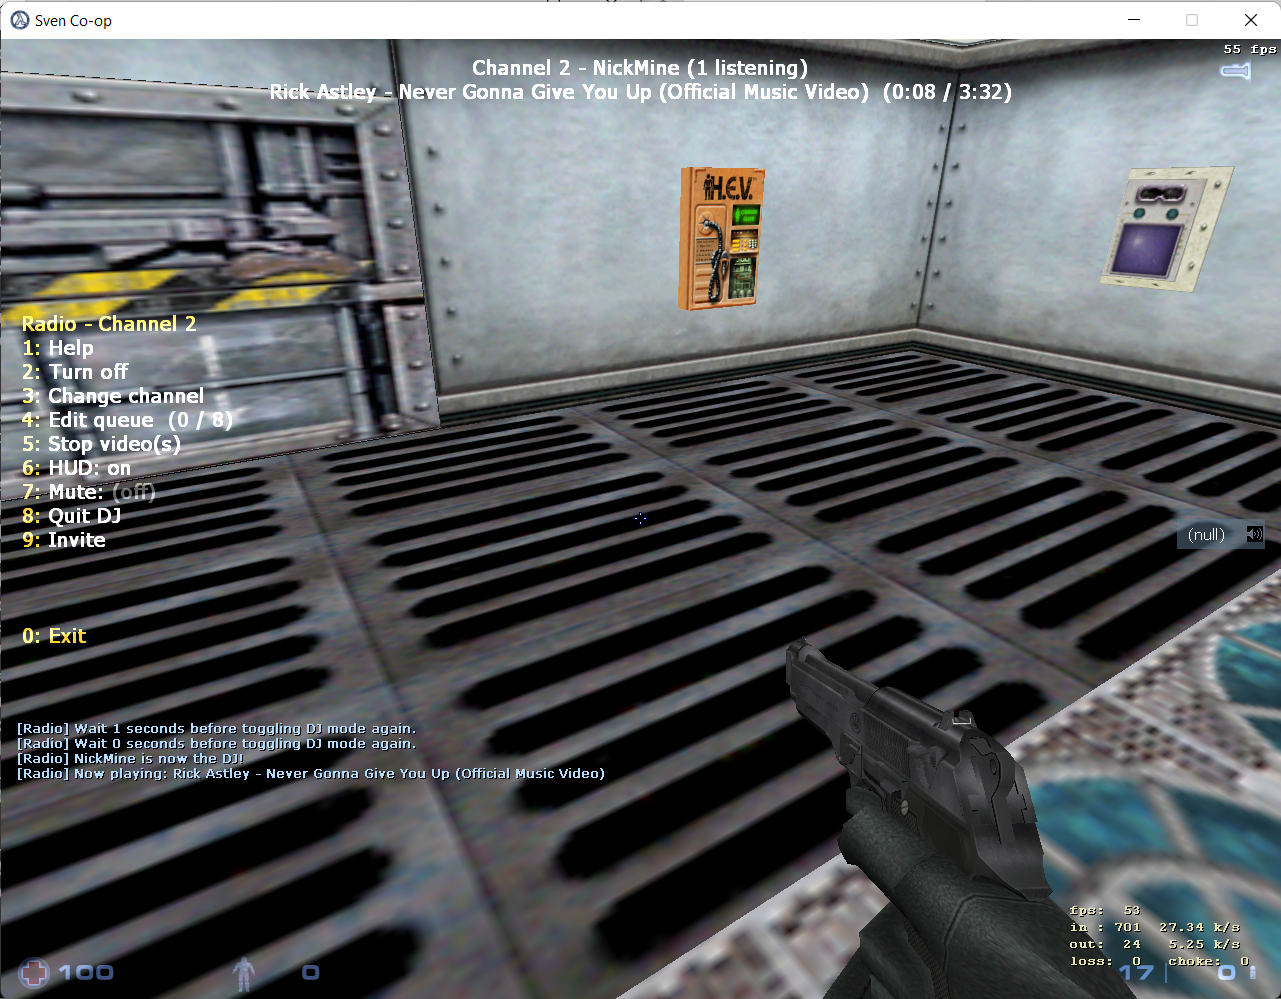 Sven Co-op
55 fps
Channel 2 - NickMine (1 listening)
Rick Astley - Never Gonna Give You Up (Official Music Video)  (0:08 / 3:32)
H.E.V.
Radio - Channel 2
1: Help
2: Turn off
3: Change channel
4: Edit queue  (0 / 8)
5: Stop video(s)
6: HUD: on
7: Mute: (off)
8: Quit DJ
9: Invite
(null)
0: Exit
[Radio] Wait 1 seconds before toggling DJ mode again.
[Radio] Wait 0 seconds before toggling DJ mode again.
[Radio] NickMine is now the DJ!
[Radio] Now playing: Rick Astley - Never Gonna Give You Up (Official Music Video)
fps:  53
in : 701  27.34 k/s
out:  24   5.25 k/s
loss:  0   choke:  0
100
0
17 | 0